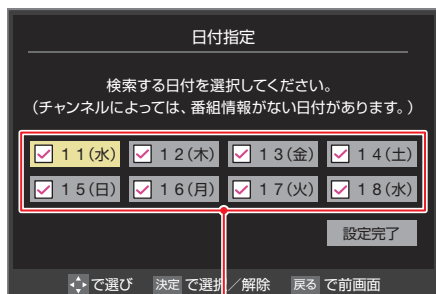 日付指定
検索する日付を選択してください。
(チャンネルによっては、番組情報がない日付があります。)
11(水) 12(木) 13(金) 14(土)
15(日) 16(月) 17(火) 18(水)
設定完了
で選び 決定 で選択／解除 戻る で前画面